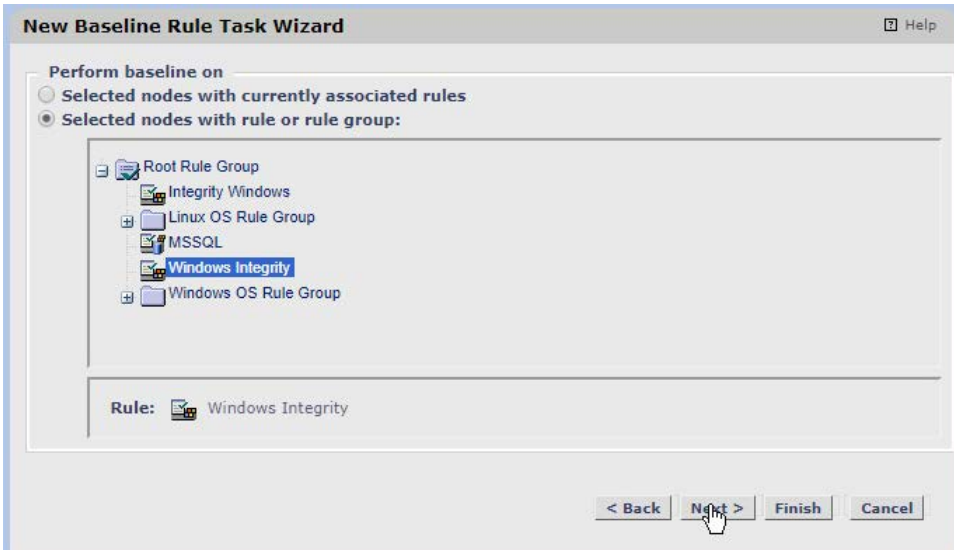 New Baseline Rule Task Wizard
? Help
Perform baseline on
Selected nodes with currently associated rules
Selected nodes with rule or rule group:
Root Rule Group
Integrity Windows
Linux OS Rule Group
MSSQL
Windows Integrity
Windows OS Rule Group
Rule: Windows Integrity
< Back Next > Finish Cancel